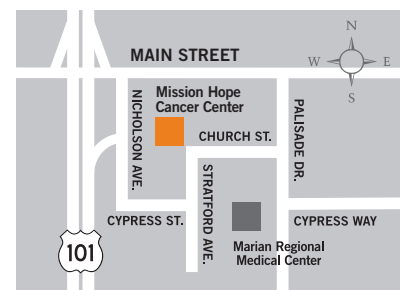 N
W E
S
MAIN STREET
NICHOLSON AVE.
Mission Hope
Cancer Center
CHURCH ST.
PALISADE DR.
STRATFORD AVE.
CYPRESS ST.
CYPRESS WAY
101
Marian Regional
Medical Center